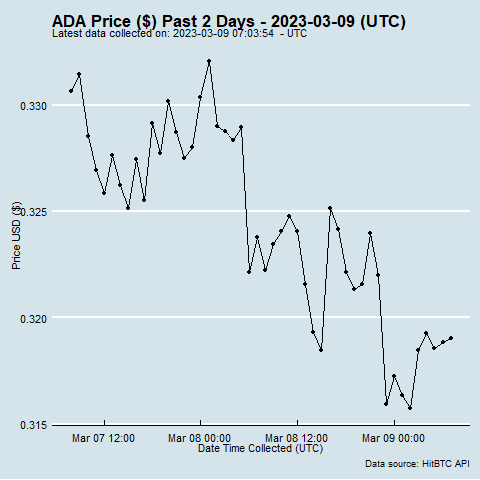 ADA Price ($) Past 2 Days - 2023-03-09 (UTC)
Latest data collected on: 2023-03-09 07:03:54 - UTC
0.330
0.325
0.320
0.315
Price USD ($)
Mar 07 12:00
Mar 08 00:00
Mar 08 12:00
Mar 09 00:00
Date Time Collected (UTC)
Data source: HitBTC API